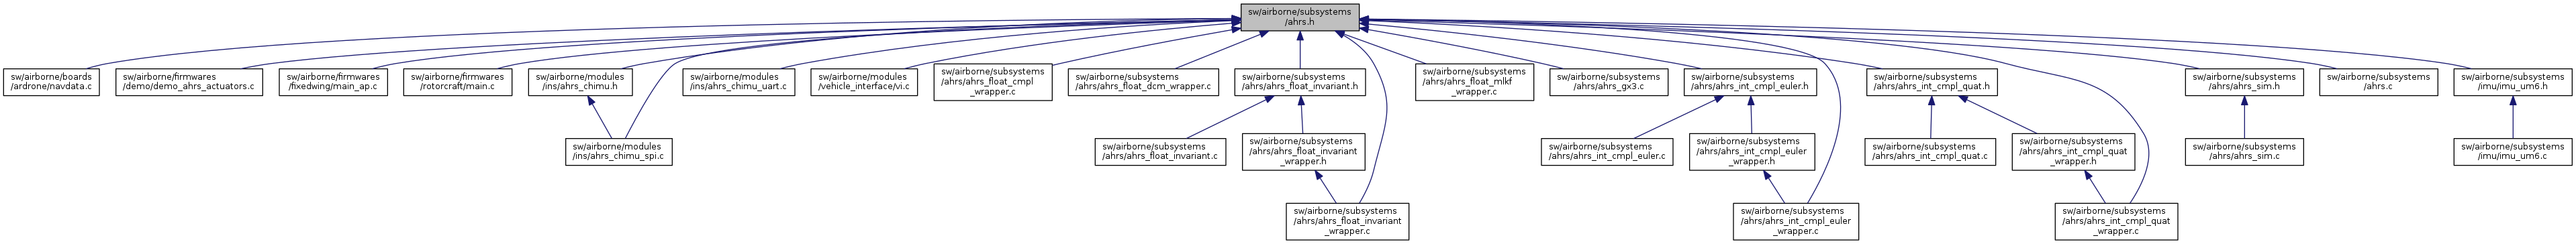 sw/airborne/subsystems
/ahrs.h
sw/airborne/boards
/ardrone/navdata.c
sw/airborne/firmwares
/demo/demo_ahrs_actuators.c
sw/airborne/firmwares
/fixedwing/main_ap.c
sw/airborne/firmwares
/rotorcraft/main.c
sw/airborne/modules
/ins/ahrs_chimu.h
sw/airborne/modules
/ins/ahrs_chimu_uart.c
sw/airborne/modules
/vehicle_interface/vi.c
sw/airborne/subsystems
/ahrs/ahrs_float_cmpl
_wrapper.c
sw/airborne/subsystems
/ahrs/ahrs_float_dcm_wrapper.c
sw/airborne/subsystems
/ahrs/ahrs_float_invariant.h
sw/airborne/subsystems
/ahrs/ahrs_float_mlkf
_wrapper.c
sw/airborne/subsystems
/ahrs/ahrs_gx3.c
sw/airborne/subsystems
/ahrs/ahrs_int_cmpl_euler.h
sw/airborne/subsystems
/ahrs/ahrs_int_cmpl_quat.h
sw/airborne/subsystems
/ahrs/ahrs_sim.h
sw/airborne/subsystems
/ahrs.c
sw/airborne/subsystems
/imu/imu_um6.h
sw/airborne/modules
/ins/ahrs_chimu_spi.c
sw/airborne/subsystems
/ahrs/ahrs_float_invariant.c
sw/airborne/subsystems
/ahrs/ahrs_float_invariant
_wrapper.h
sw/airborne/subsystems
/ahrs/ahrs_int_cmpl_euler.c
sw/airborne/subsystems
/ahrs/ahrs_int_cmpl_euler
_wrapper.h
sw/airborne/subsystems
/ahrs/ahrs_int_cmpl_quat.c
sw/airborne/subsystems
/ahrs/ahrs_int_cmpl_quat
_wrapper.h
sw/airborne/subsystems
/ahrs/ahrs_sim.c
sw/airborne/subsystems
/imu/imu_um6.c
sw/airborne/subsystems
/ahrs/ahrs_float_invariant
_wrapper.c
sw/airborne/subsystems
/ahrs/ahrs_int_cmpl_euler
_wrapper.c
sw/airborne/subsystems
/ahrs/ahrs_int_cmpl_quat
_wrapper.c